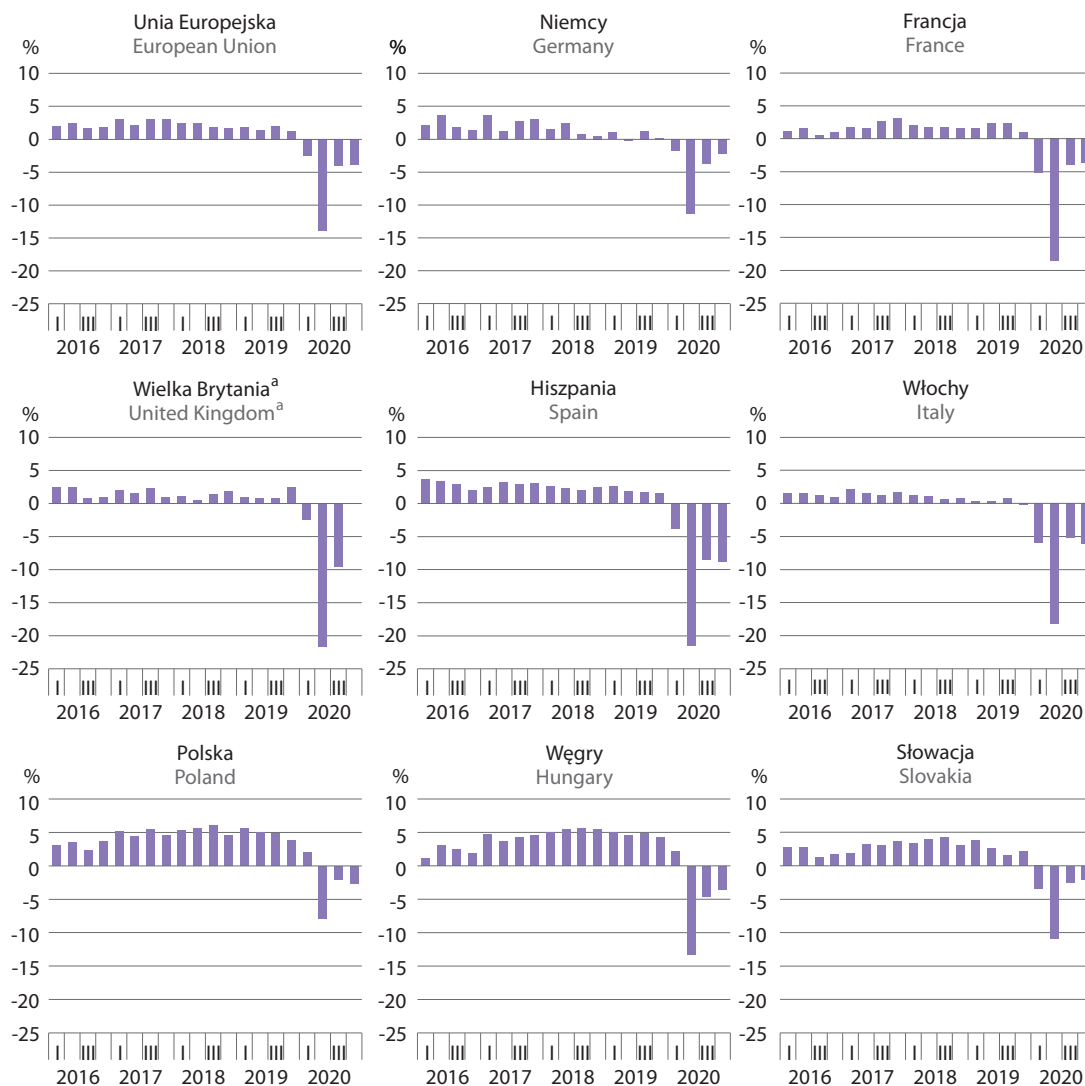 Unia Europejska
European Union
%
10
5
0
-5
-10
-15
-20
-25
I III I III I III I III I III
2016 2017 2018 2019 2020
Niemcy
Germany
%
10
5
0
-5
-10
-15
-20
-25
I III I III I III I III I III
2016 2017 2018 2019 2020
Francja
France
%
10
5
0
-5
-10
-15
-20
-25
I III I III I III I III I III
2016 2017 2018 2019 2020
Wielka Brytaniaᵃ
United Kingdomᵃ
%
10
5
0
-5
-10
-15
-20
-25
I III I III I III I III I III
2016 2017 2018 2019 2020
Hiszpania
Spain
%
10
5
0
-5
-10
-15
-20
-25
I III I III I III I III I III
2016 2017 2018 2019 2020
Włochy
Italy
%
10
5
0
-5
-10
-15
-20
-25
I III I III I III I III I III
2016 2017 2018 2019 2020
Polska
Poland
%
10
5
0
-5
-10
-15
-20
-25
I III I III I III I III I III
2016 2017 2018 2019 2020
Węgry
Hungary
%
10
5
0
-5
-10
-15
-20
-25
I III I III I III I III I III
2016 2017 2018 2019 2020
Słowacja
Slovakia
%
10
5
0
-5
-10
-15
-20
-25
I III I III I III I III I III
2016 2017 2018 2019 2020